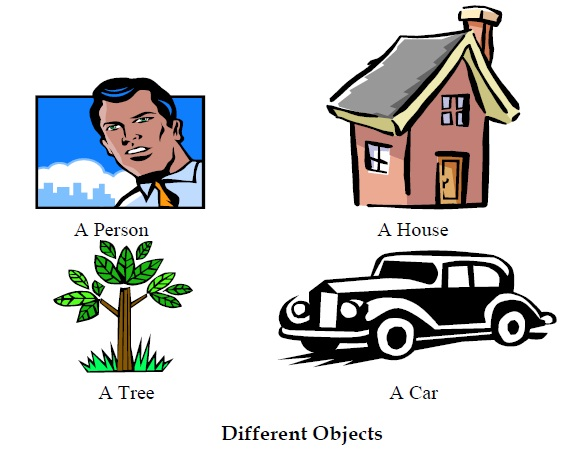 A Person
A House
A Tree
A Car
Different Objects